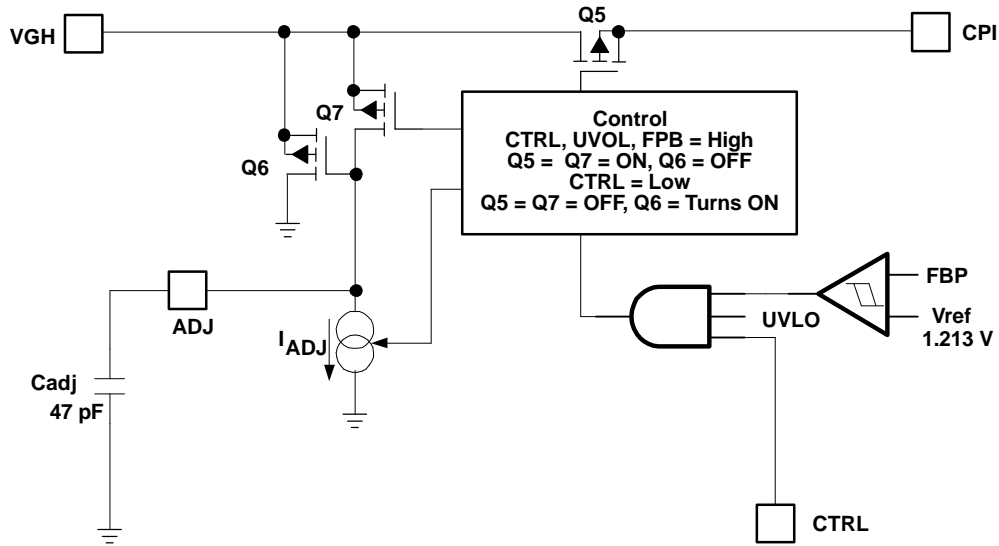 Q5
VGH
CPI
Q7
Control
CTRL, UVOL, FPB = High
Q5 = Q7 = ON, Q6 = OFF
CTRL = Low
Q5 = Q7 = OFF, Q6 = Turns ON
Q6
FBP
UVLO
Vref
1.213 V
ADJ
IADJ
Cadj
47 pF
CTRL